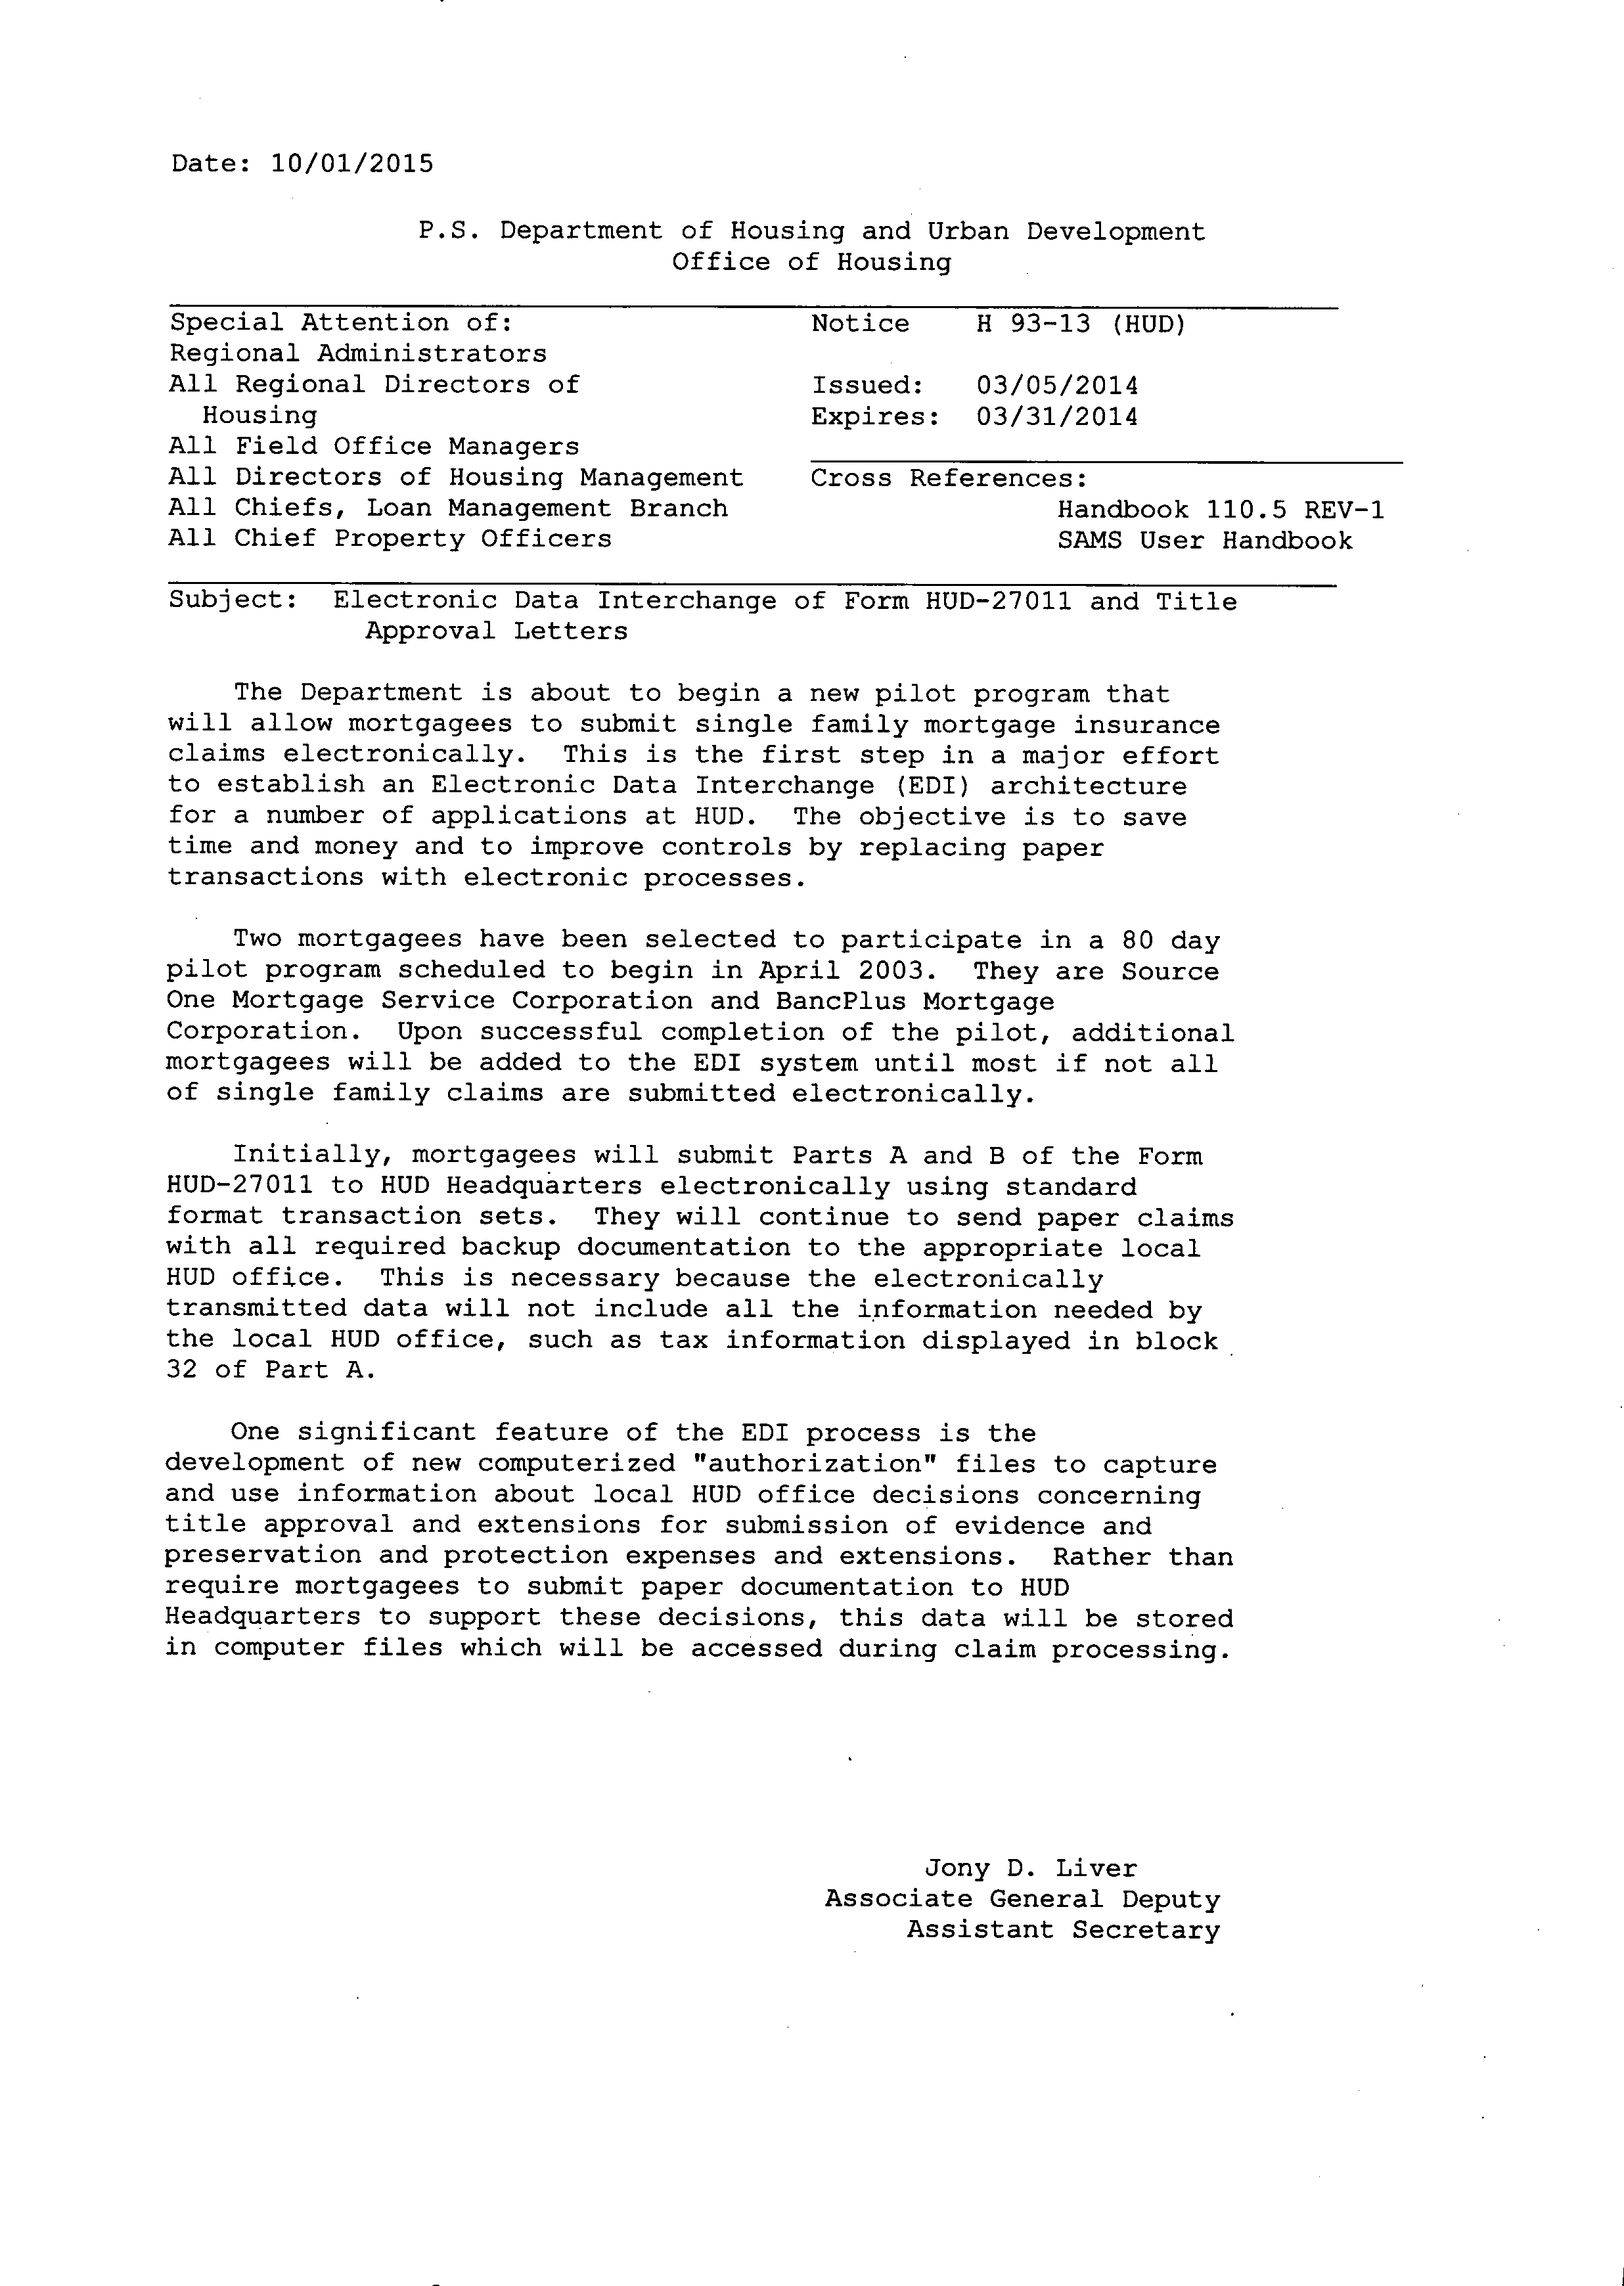 Date: 10/01/2015
P.S. Department of Housing and Urban Development
Office of Housing
Special Attention of:
Regional Administrators
All Regional Directors of
Housing
All Field Office Managers
All Directors of Housing Management
All Chiefs, Loan Management Branch
All Chief Property Officers
Notice H 93-13 (HUD)
Issued: 03/05/2014
Expires: 03/31/2014
Cross References:
Handbook 110.5 REV-1
SAMS User Handbook
Subject: Electronic Data Interchange of Form HUD-27011 and Title
Approval Letters
The Department is about to begin a new pilot program that
will allow mortgagees to submit single family mortgage insurance
claims electronically. This is the first step in a major effort
to establish an Electronic Data Interchange (EDI) architecture
for a number of applications at HUD. The objective is to save
time and money and to improve controls by replacing paper
transactions with electronic processes.
Two mortgagees have been selected to participate in a 80 day
pilot program scheduled to begin in April 2003. They are Source
One Mortgage Service Corporation and BancPlus Mortgage
Corporation. Upon successful completion of the pilot, additional
mortgagees will be added to the EDI system until most if not all
of single family claims are submitted electronically.
Initially, mortgagees will submit Parts A and B of the Form
HUD-27011 to HUD Headquarters electronically using standard
format transaction sets. They will continue to send paper claims
with all required backup documentation to the appropriate local
HUD office. This is necessary because the electronically
transmitted data will not include all the information needed by
the local HUD office, such as tax information displayed in block
32 of Part A.
One significant feature of the EDI process is the
development of new computerized "authorization" files to capture
and use information about local HUD office decisions concerning
title approval and extensions for submission of evidence and
preservation and protection expenses and extensions. Rather than
require mortgagees to submit paper documentation to HUD
Headquarters to support these decisions, this data will be stored
in computer files which will be accessed during claim processing.
Jony D. Liver
Associate General Deputy
Assistant Secretary